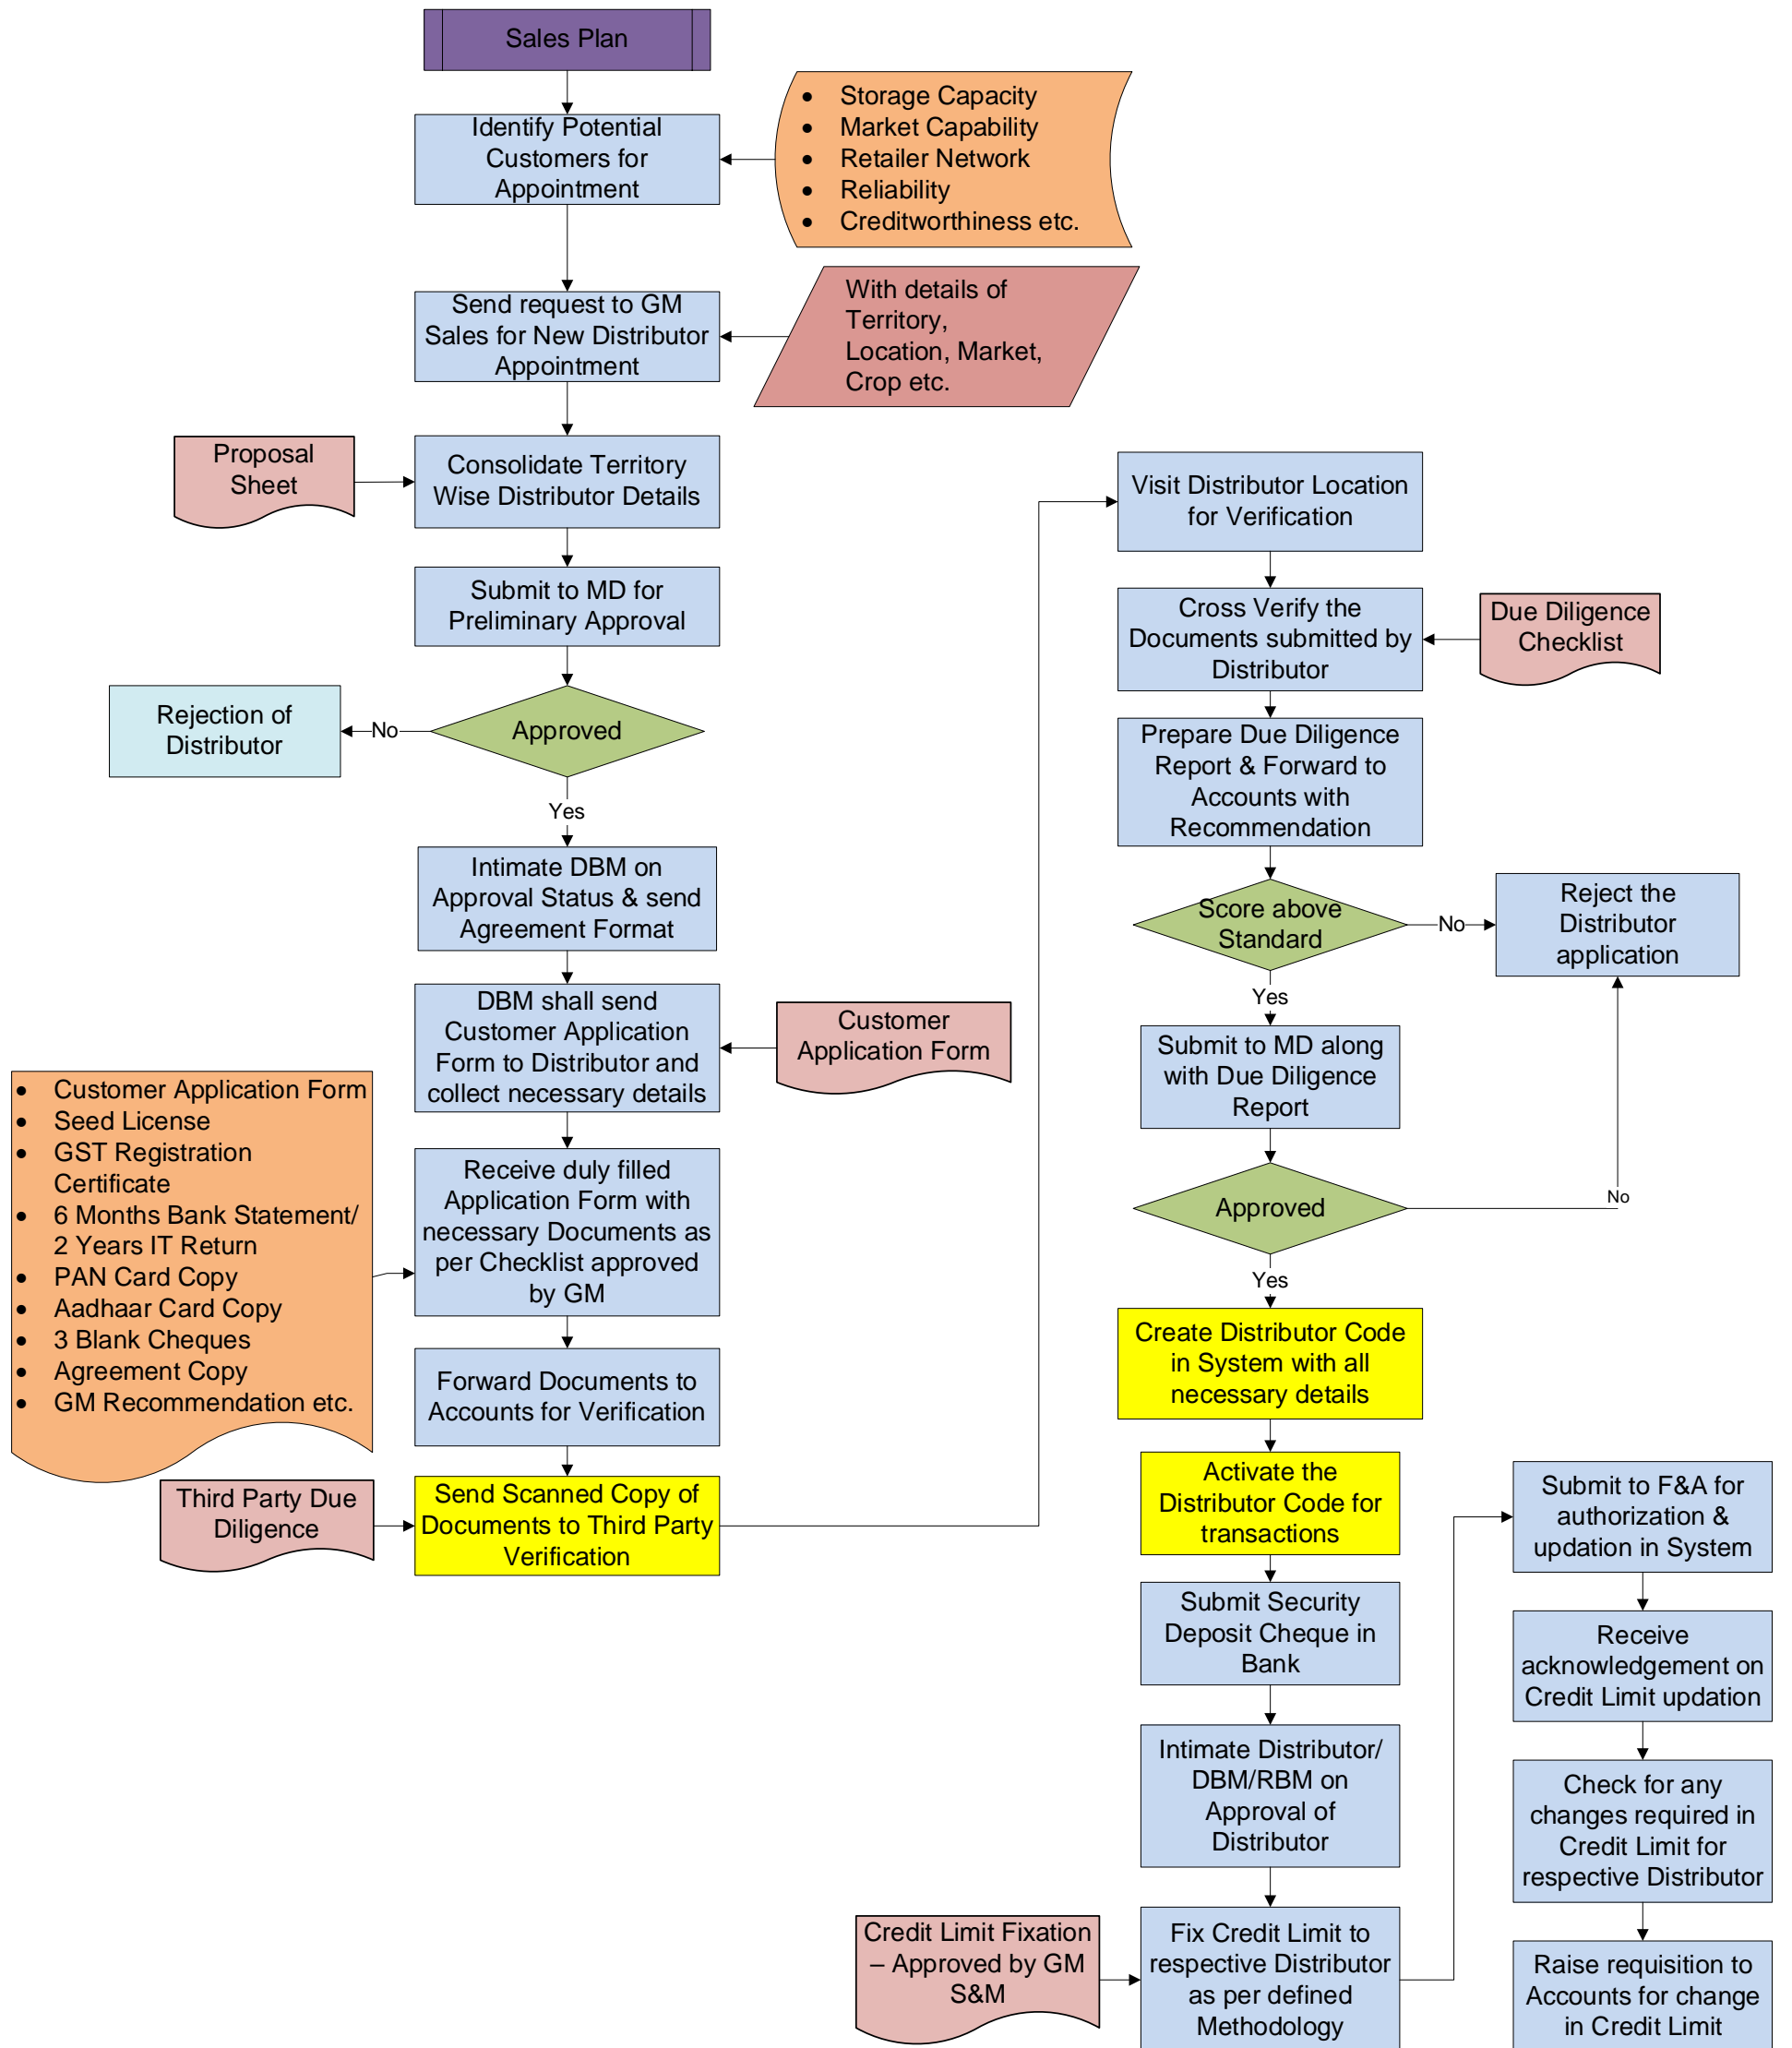 Sales Plan
Identify Potential
Customers for
Appointment
• Storage Capacity
• Market Capability
• Retailer Network
• Reliability
• Creditworthiness etc.
Send request to GM
Sales for New Distributor
Appointment
With details of
Territory,
Location, Market,
Crop etc.
Proposal
Sheet
Consolidate Territory
Wise Distributor Details
Submit to MD for
Preliminary Approval
Approved
No
Rejection of
Distributor
Yes
Intimate DBM on
Approval Status & send
Agreement Format
DBM shall send
Customer Application
Form to Distributor and
collect necessary details
Customer
Application Form
• Customer Application Form
• Seed License
• GST Registration
Certificate
• 6 Months Bank Statement/
2 Years IT Return
• PAN Card Copy
• Aadhaar Card Copy
• 3 Blank Cheques
• Agreement Copy
• GM Recommendation etc.
Receive duly filled
Application Form with
necessary Documents as
per Checklist approved
by GM
Forward Documents to
Accounts for Verification
Third Party Due
Diligence
Send Scanned Copy of
Documents to Third Party
Verification
Visit Distributor Location
for Verification
Cross Verify the
Documents submitted by
Distributor
Due Diligence
Checklist
Prepare Due Diligence
Report & Forward to
Accounts with
Recommendation
Score above
Standard
No
Reject the
Distributor
application
Yes
Submit to MD along
with Due Diligence
Report
Approved
No
Yes
Create Distributor Code
in System with all
necessary details
Activate the
Distributor Code for
transactions
Submit Security
Deposit Cheque in
Bank
Intimate Distributor/
DBM/RBM on
Approval of
Distributor
Credit Limit Fixation
– Approved by GM
S&M
Fix Credit Limit to
respective Distributor
as per defined
Methodology
Submit to F&A for
authorization &
updation in System
Receive
acknowledgement on
Credit Limit updation
Check for any
changes required in
Credit Limit for
respective Distributor
Raise requisition to
Accounts for change
in Credit Limit